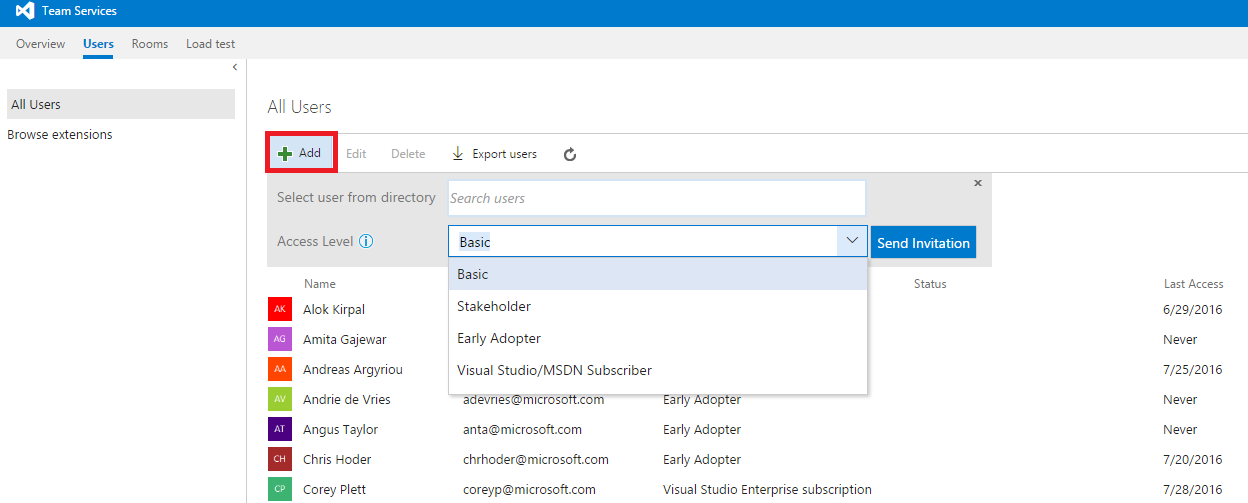 Team Services
Overview Users Rooms Load test
All Users
Browse extensions
All Users
Add Edit Delete Export users
Select user from directory Search users
Access Level Basic Send Invitation
Basic
Stakeholder
Early Adopter
Visual Studio/MSDN Subscriber
Name Status Last Access
AK Alok Kirpal 6/29/2016
AG Amita Gajewar Never
AA Andreas Argyriou 7/25/2016
AV Andrie de Vries adevries@microsoft.com Early Adopter Never
AT Angus Taylor anta@microsoft.com Early Adopter Never
CH Chris Hoder chrhoder@microsoft.com Early Adopter 7/20/2016
CP Corey Plett coreyp@microsoft.com Visual Studio Enterprise subscription 7/28/2016